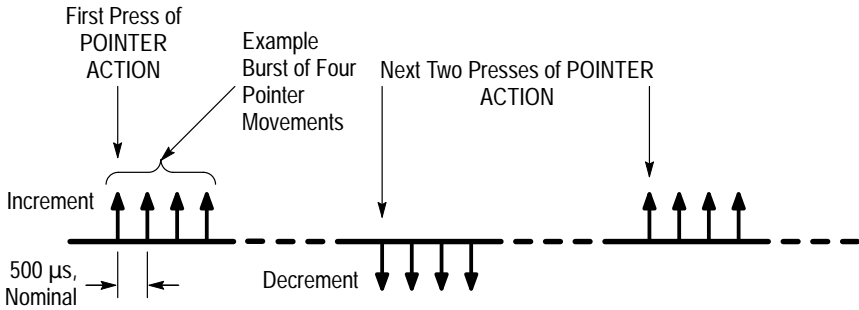 First Press of
POINTER
ACTION
Example
Burst of Four
Pointer
Movements
Next Two Presses of POINTER
ACTION
Increment
500 μs,
Nominal
Decrement